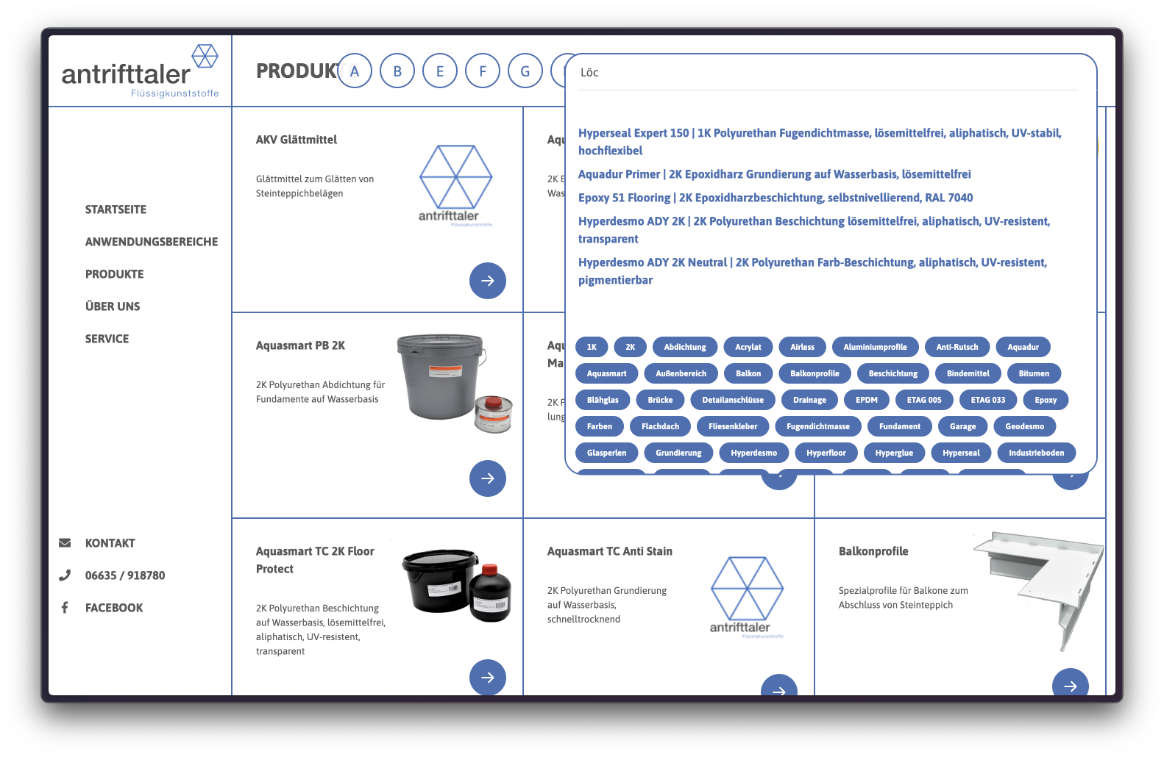 antrifttaler
Flüssigkunststoffe
STARTSEITE
ANWENDUNGSBEREICHE
PRODUKTE
ÜBER UNS
SERVICE
KONTAKT
06635 / 918780
FACEBOOK
PRODUK
A B E F G
Löc
Hyperseal Expert 150 | 1K Polyurethan Fugendichtmasse, lösemittelfrei, aliphatisch, UV-stabil,
hochflexibel
Aquadur Primer | 2K Epoxidharz Grundierung auf Wasserbasis, lösemittelfrei
Epoxy 51 Flooring | 2K Epoxidharzbeschichtung, selbstnivellierend, RAL 7040
Hyperdesmo ADY 2K | 2K Polyurethan Beschichtung lösemittelfrei, aliphatisch, UV-resistent,
transparent
Hyperdesmo ADY 2K Neutral | 2K Polyurethan Farb-Beschichtung, aliphatisch, UV-resistent,
pigmentierbar
1K 2K Abdichtung Acrylat Airless Aluminiumprofile Anti-Rutsch Aquadur
Aquasmart Außenbereich Balkon Balkonprofile Beschichtung Bindemittel Bitumen
Blähglas Brücke Detailanschlüsse Drainage EPDM ETAG 005 ETAG 033 Epoxy
Farben Flachdach Fliesenkleber Fugendichtmasse Fundament Garage Geodesmo
Glasperlen Grundierung Hyperdesmo Hyperfloor Hyperglue Hyperseal Industrieboden
AKV Glättmittel
Glättmittel zum Glätten von
Steinteppichbelägen
antrifttaler
Flüssigkunststoffe
Aqu
2K E
Was
Aquasmart PB 2K
2K Polyurethan Abdichtung für
Fundamente auf Wasserbasis
Aqu
Ma
2K P
lung
Aquasmart TC 2K Floor
Protect
2K Polyurethan Beschichtung
auf Wasserbasis, lösemittelfrei,
aliphatisch, UV-resistent,
transparent
Aquasmart TC Anti Stain
2K Polyurethan Grundierung
auf Wasserbasis,
schnelltrocknend
antrifttaler
Flüssigkunststoffe
Balkonprofile
Spezialprofile für Balkone zum
Abschluss von Steinteppich